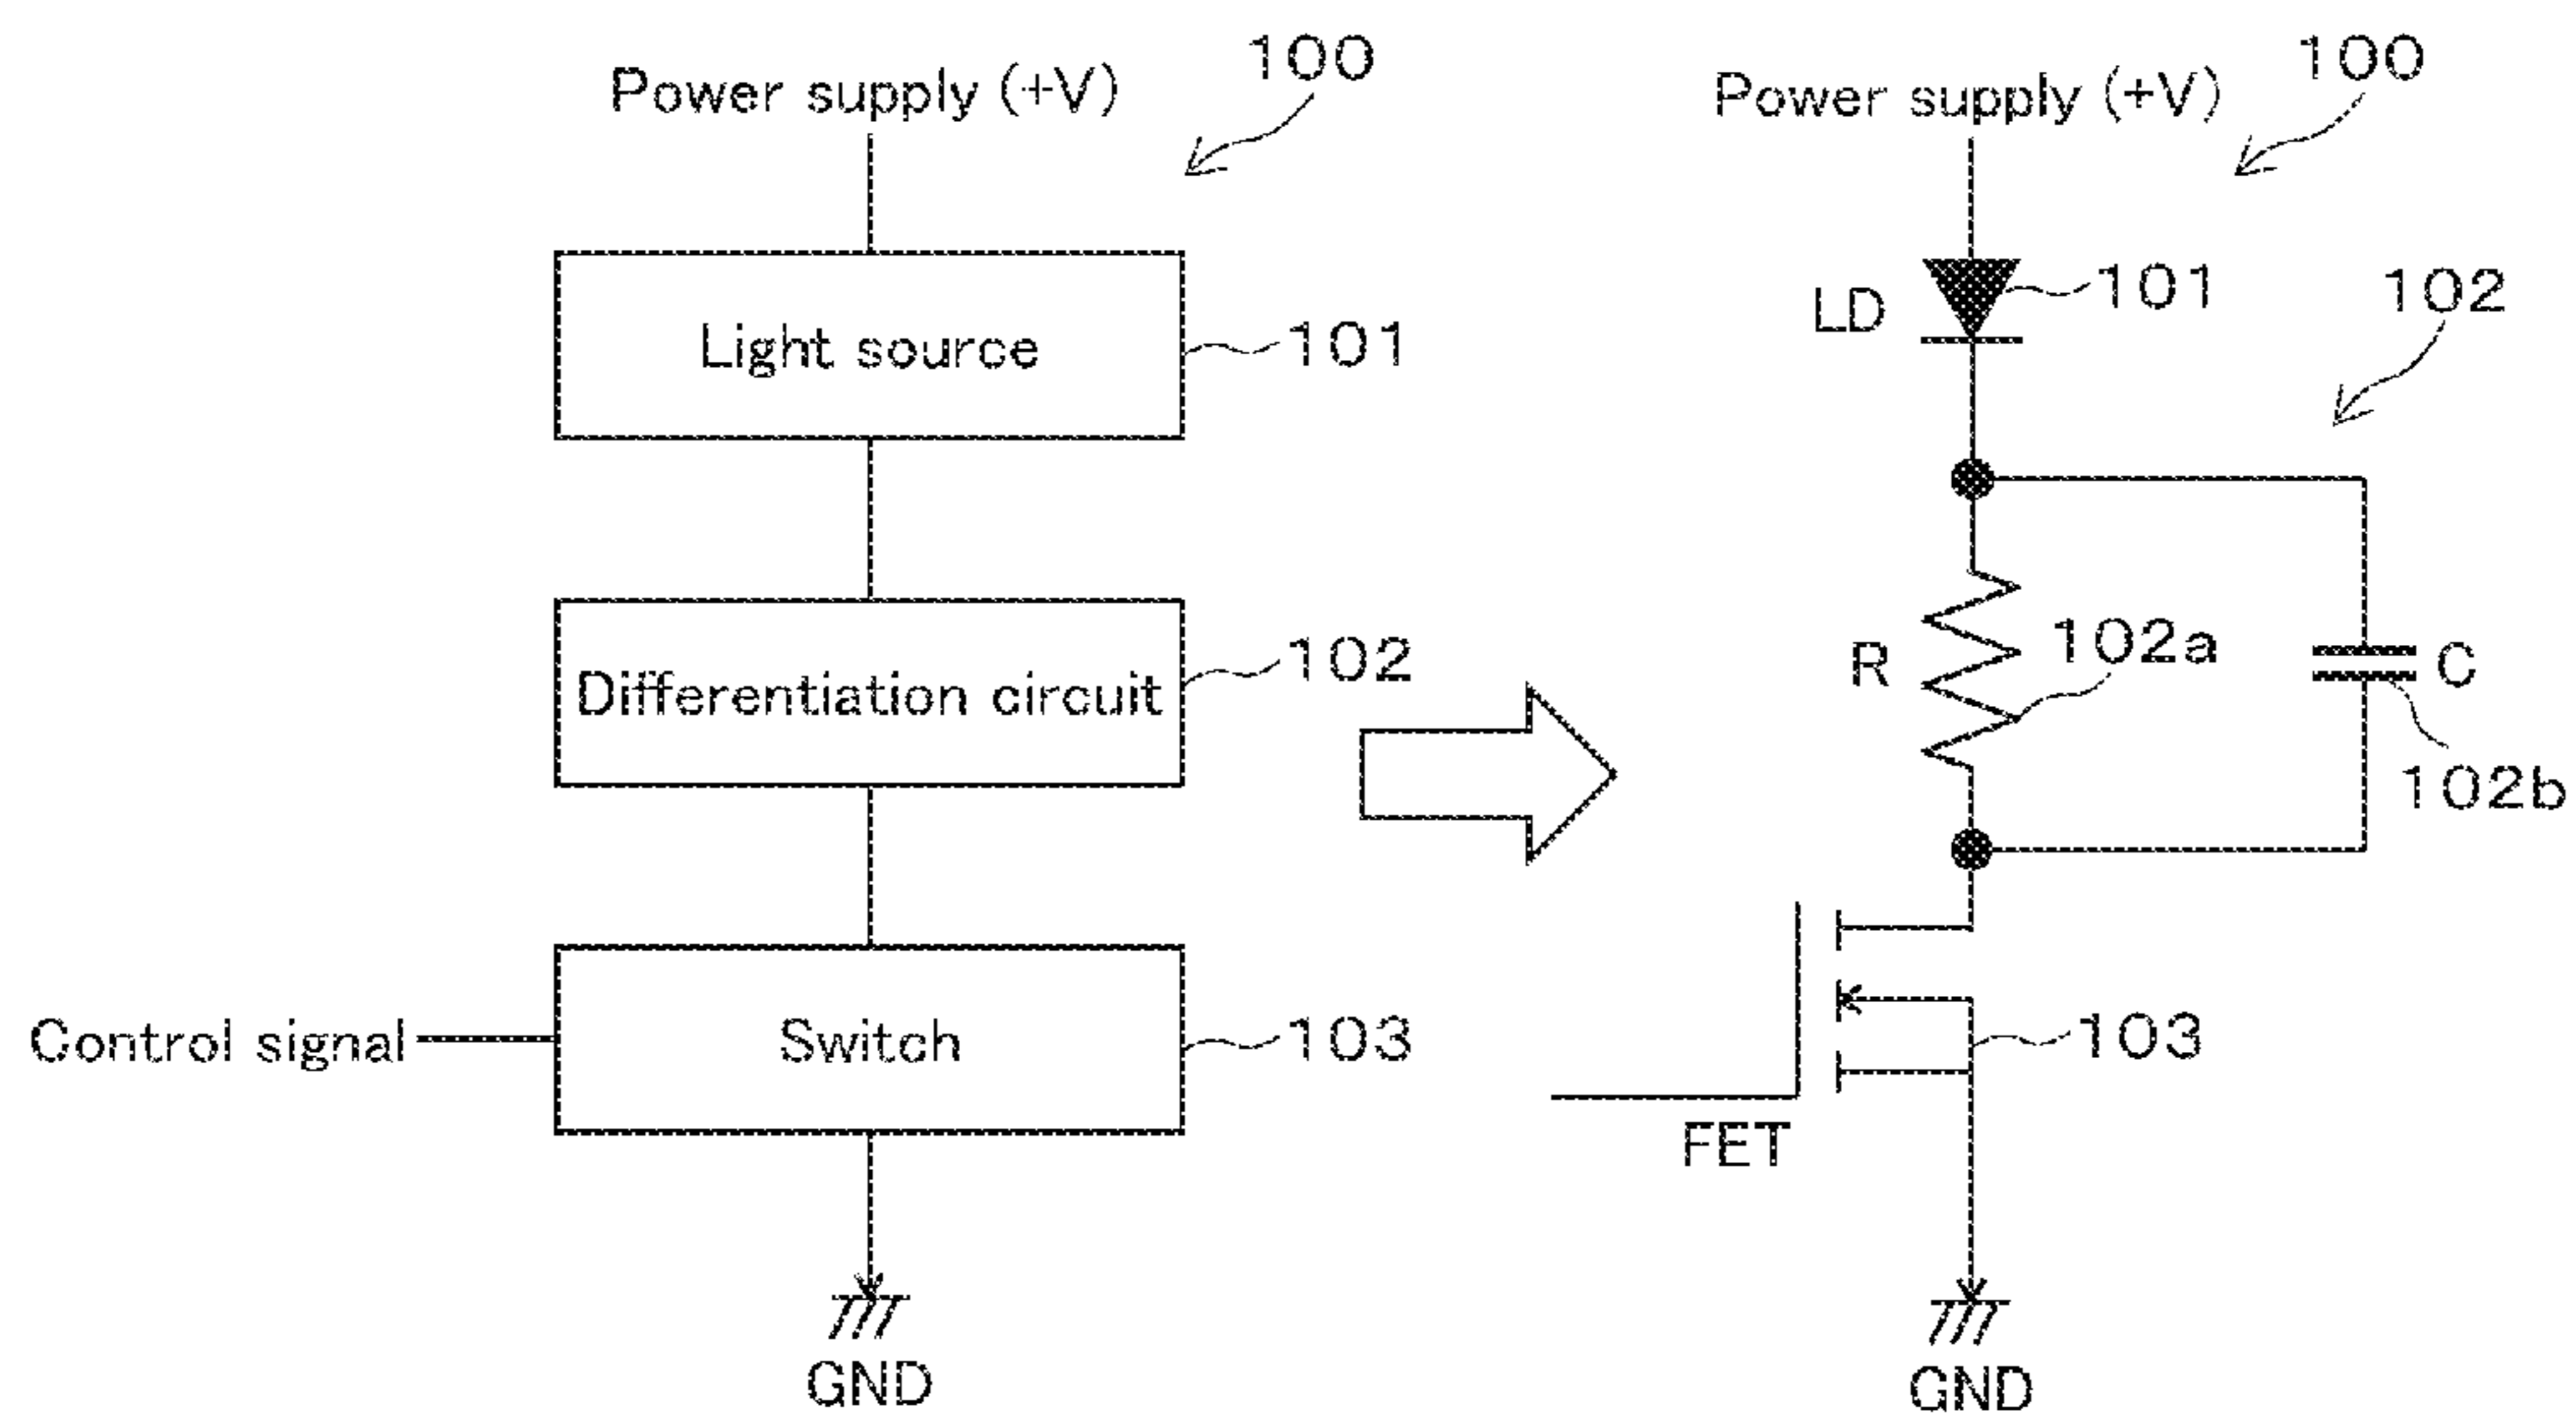 Power supply (+V)
100
Light source
101
Differentiation circuit
102
Control signal
Switch
103
GND
Power supply (+V)
100
LD
101
102
R
102a
C
102b
103
FET
GND